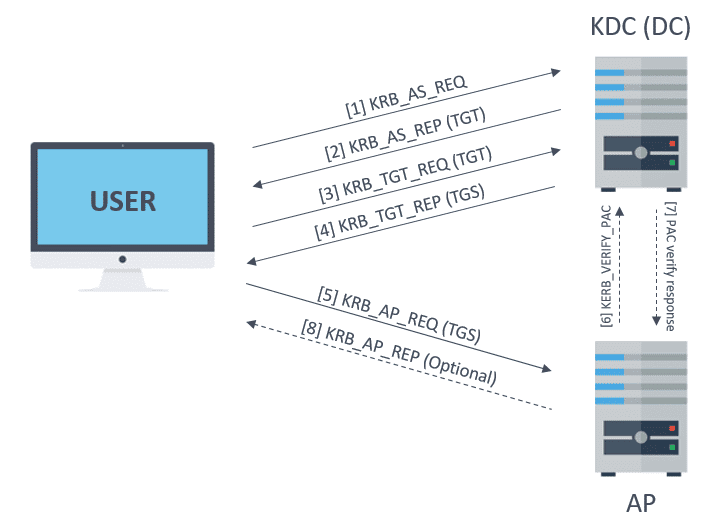 KDC (DC)
[1] KRB_AS_REQ
[2] KRB_AS_REP (TGT)
[3] KRB_TGT_REQ (TGT)
[4] KRB_TGT_REP (TGS)
USER
[5] KRB_AP_REQ (TGS)
[8] KRB_AP_REP (Optional)
[6] KERB_VERIFY_PAC
[7] PAC verify response
AP